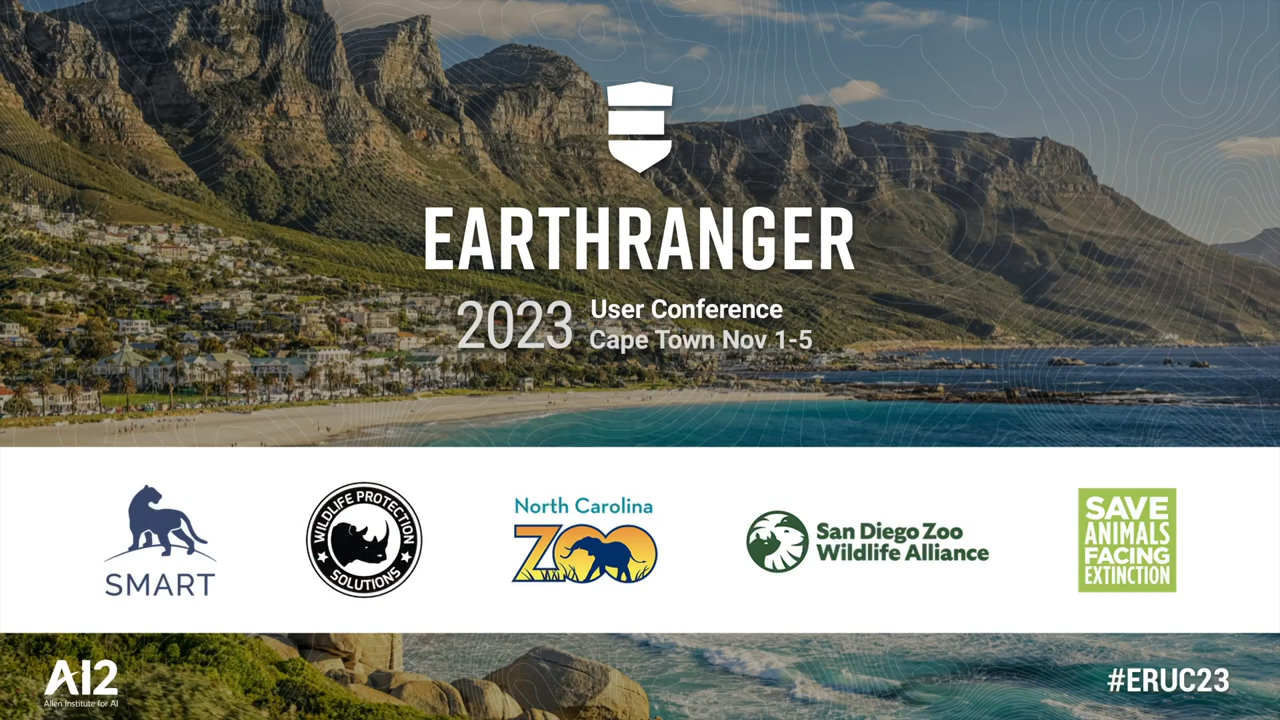 EARTHRANGER
2023
User Conference
Cape Town Nov 1-5
SMART
WILDLIFE PROTECTION
SOLUTIONS
North Carolina
ZOO
San Diego Zoo
Wildlife Alliance
SAVE
ANIMALS
FACING
EXTINCTION
AI2
Allen Institute for AI
#ERUC23